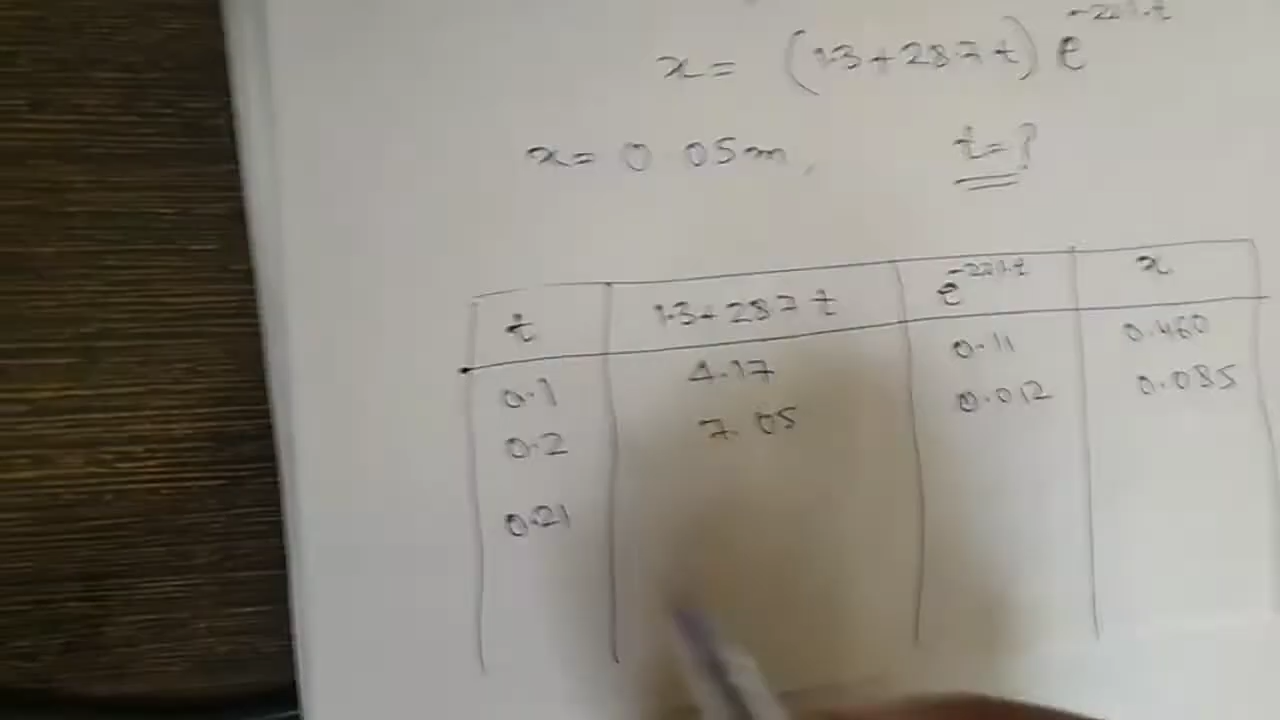 x = (1.3 + 28.7 t) e^-22.1.t
x = 0.05m, t = ?
t 1.3 + 28.7 t e^-22.1.t x
0.1 4.17 0.11 0.460
0.2 7.05 0.012 0.085
0.21